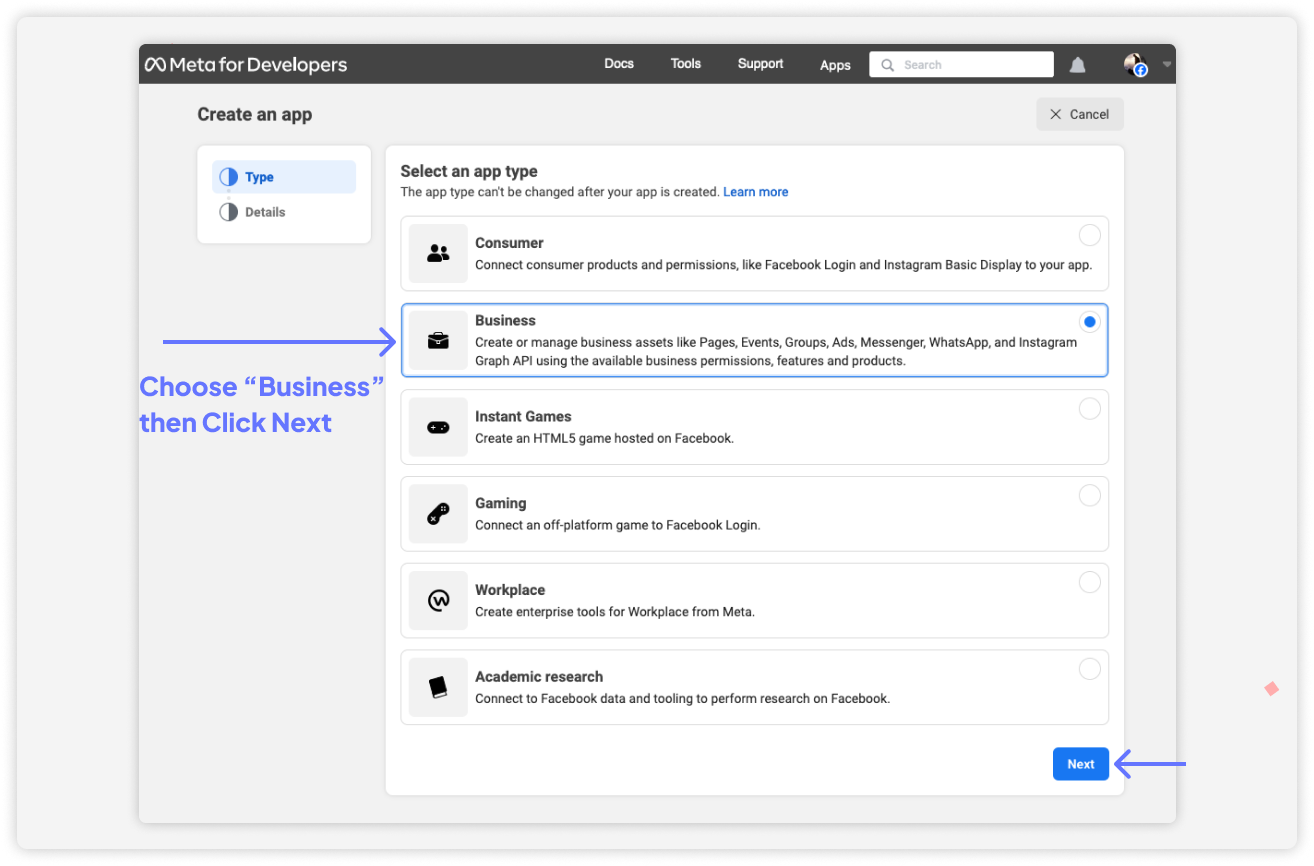 Meta for Developers
Docs
Tools
Support
Apps
Search
Create an app
Cancel
Type
Details
Select an app type
The app type can't be changed after your app is created. Learn more
Consumer
Connect consumer products and permissions, like Facebook Login and Instagram Basic Display to your app.
Business
Create or manage business assets like Pages, Events, Groups, Ads, Messenger, WhatsApp, and Instagram
Graph API using the available business permissions, features and products.
Choose “Business”
then Click Next
Instant Games
Create an HTML5 game hosted on Facebook.
Gaming
Connect an off-platform game to Facebook Login.
Workplace
Create enterprise tools for Workplace from Meta.
Academic research
Connect to Facebook data and tooling to perform research on Facebook.
Next